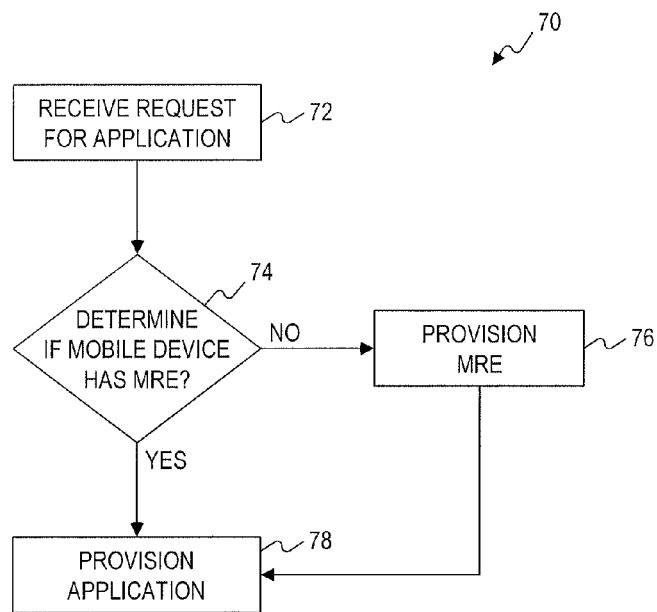 70
RECEIVE REQUEST
FOR APPLICATION
72
74
DETERMINE
IF MOBILE DEVICE
HAS MRE?
NO
PROVISION
MRE
76
YES
78
PROVISION
APPLICATION